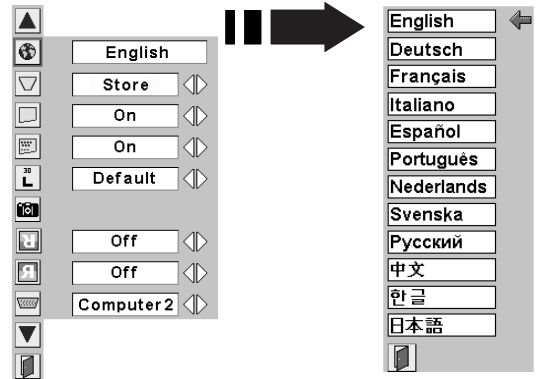 English
Store
On
On
30
L
Default
Off
Off
Computer2
English
Deutsch
Français
Italiano
Español
Português
Nederlands
Svenska
Русский
中文
한글
日本語